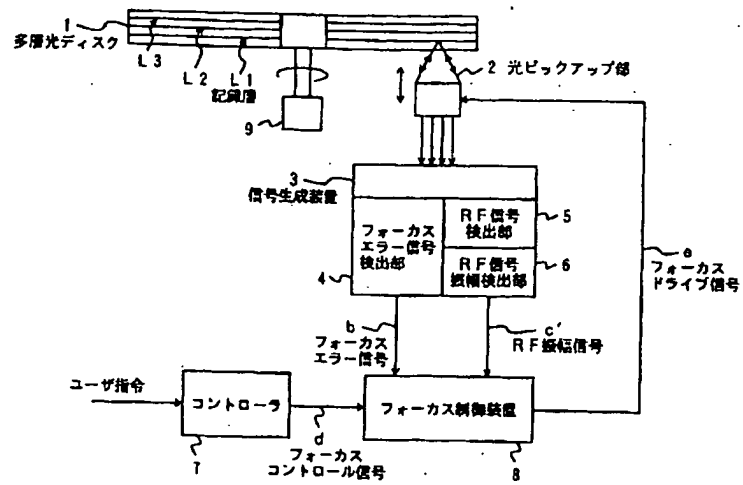 1
多層光ディスク
L3
L2
L1
記録層
9
2 光ピックアップ部
3
信号生成装置
フォーカス
エラー信号
検出部
4
RF信号
検出部
5
RF信号
振幅検出部
6
e
フォーカス
ドライブ信号
b
フォーカス
エラー信号
c'
RF振幅信号
ユーザ指令
コントローラ
7
d
フォーカス
コントロール信号
フォーカス制御装置
8